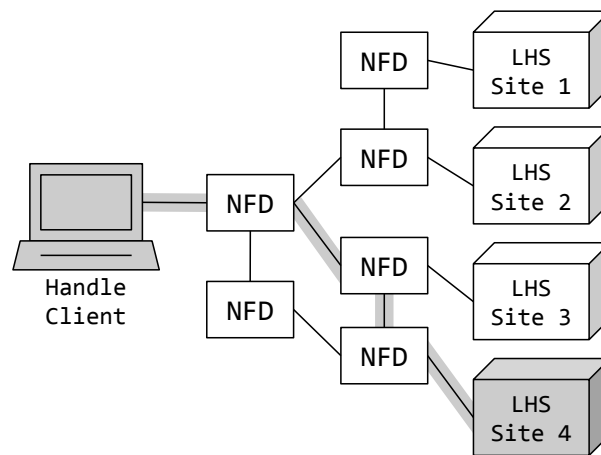 NFD
LHS
Site 1
NFD
LHS
Site 2
NFD
NFD
LHS
Site 3
Handle
Client
NFD
NFD
LHS
Site 4